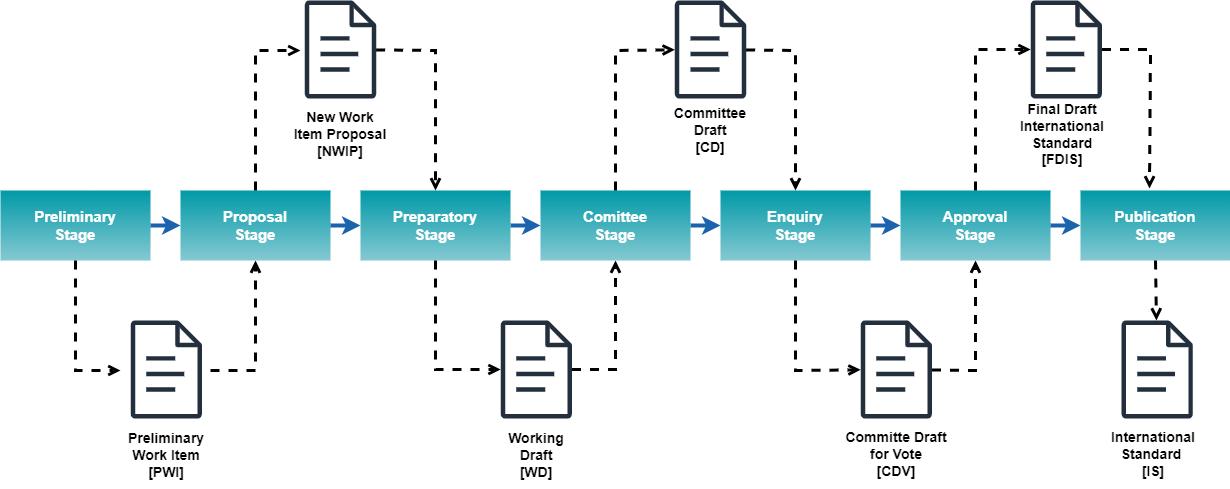 New Work
Item Proposal
[NWIP]
Committee
Draft
[CD]
Final Draft
International
Standard
[FDIS]
Preliminary
Stage
Proposal
Stage
Preparatory
Stage
Comittee
Stage
Enquiry
Stage
Approval
Stage
Publication
Stage
Preliminary
Work Item
[PWI]
Working
Draft
[WD]
Committe Draft
for Vote
[CDV]
International
Standard
[IS]